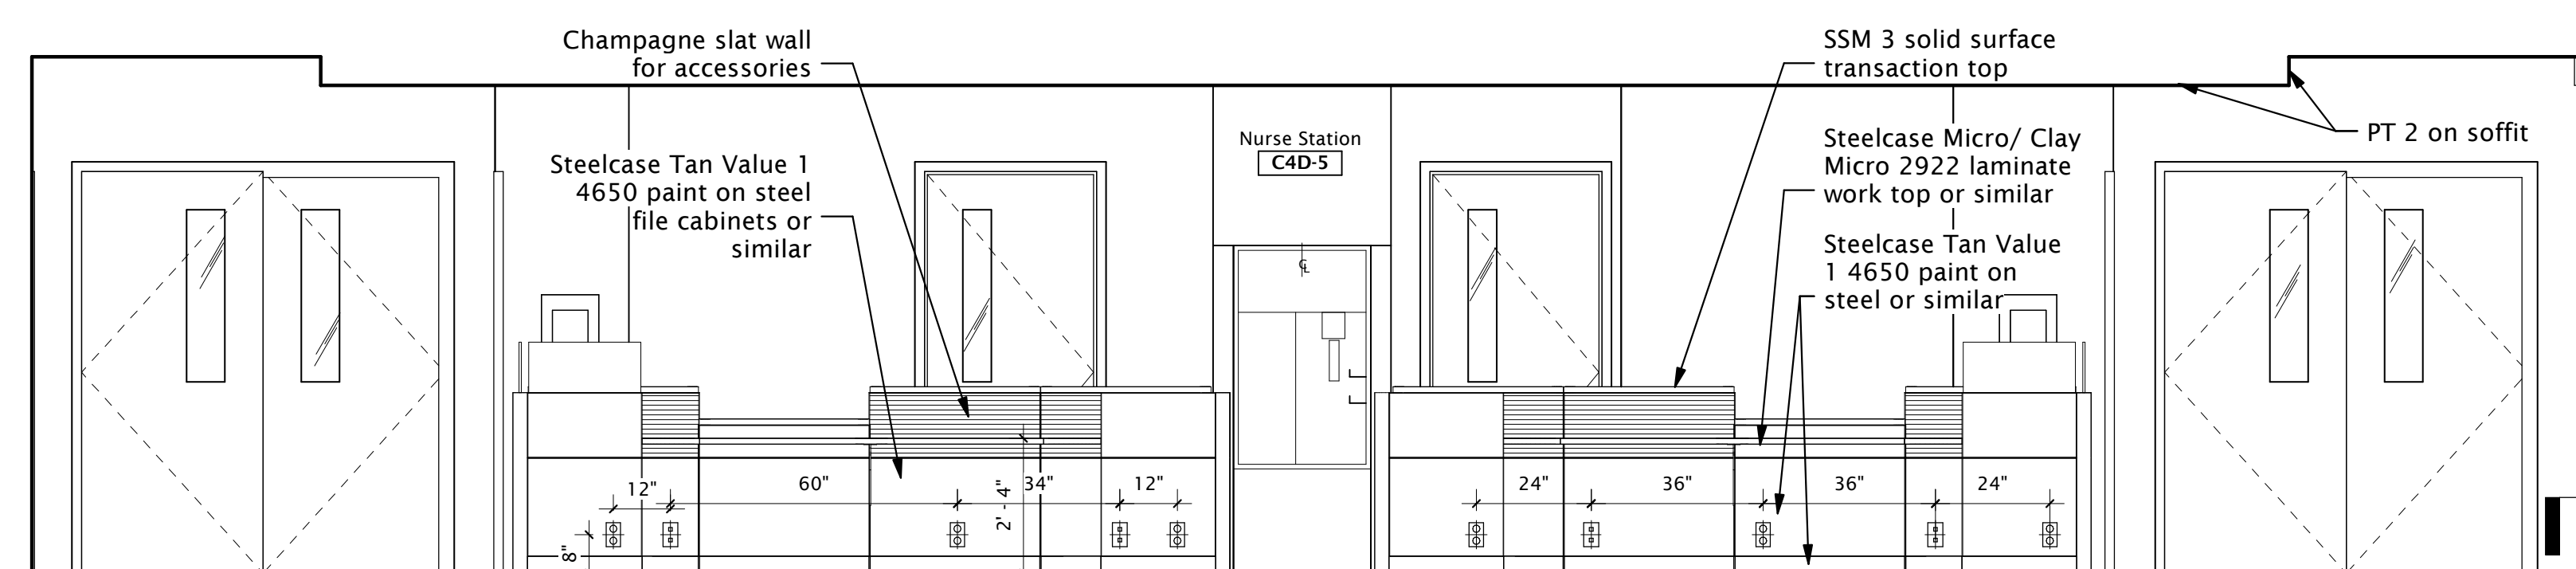 Champagne slat wall
for accessories
SSM 3 solid surface
transaction top
Nurse Station
C4D-5
Steelcase Micro/ Clay
Micro 2922 laminate
work top or similar
PT 2 on soffit
Steelcase Tan Value 1
4650 paint on steel
file cabinets or
similar
Steelcase Tan Value
1 4650 paint on
steel or similar
CL
12"
60"
2' - 4"
34"
12"
24"
36"
36"
24"
8"